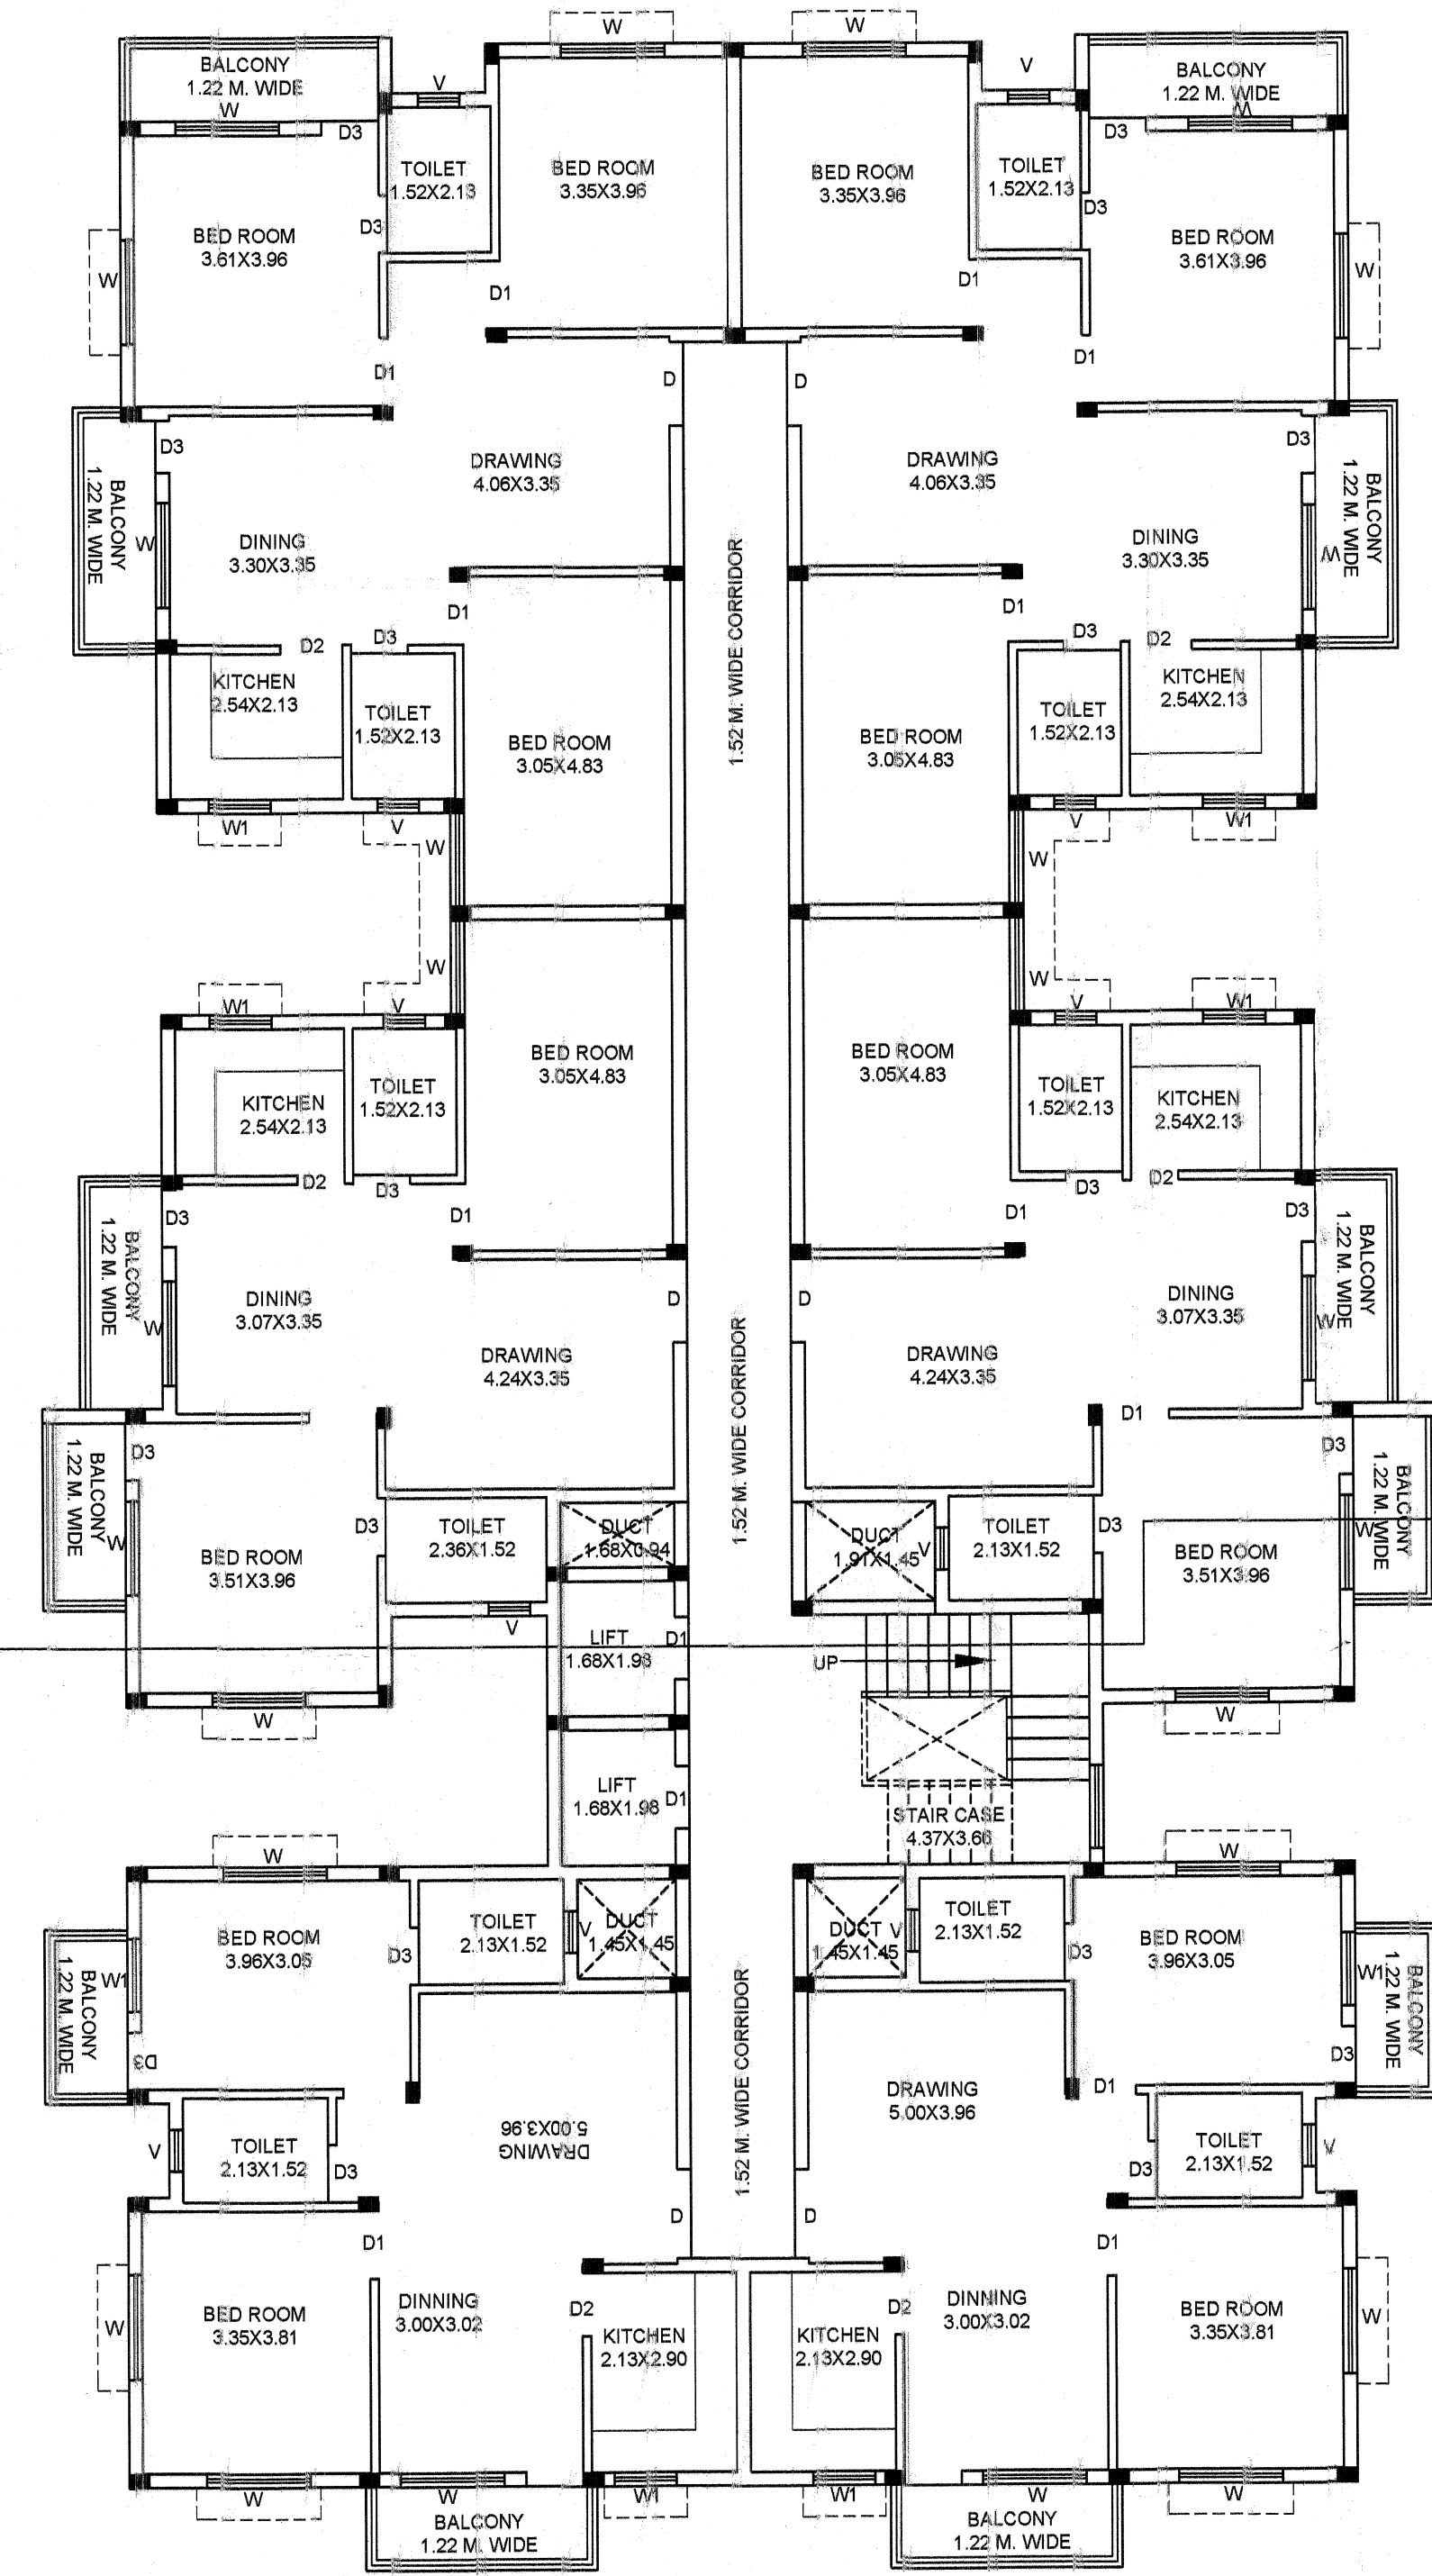 W
W
BALCONY
1.22 M. WIDE
W
D3
V
TOILET
1.52X2.13
BED ROOM
3.35X3.96
BED ROOM
3.35X3.96
V
TOILET
1.52X2.13
BALCONY
1.22 M. WIDE
W
D3
D3
D3
BED ROOM
3.61X3.96
BED ROOM
3.61X3.96
W
W
D1
D1
D1
D1
D
D
D3
D3
BALCONY
1.22 M. WIDE
W
DRAWING
4.06X3.35
DRAWING
4.06X3.35
BALCONY
1.22 M. WIDE
W
DINING
3.30X3.35
DINING
3.30X3.35
1.52 M. WIDE CORRIDOR
D1
D1
D2
D3
D3
D2
KITCHEN
2.54X2.13
TOILET
1.52X2.13
BED ROOM
3.05X4.83
BED ROOM
3.05X4.83
TOILET
1.52X2.13
KITCHEN
2.54X2.13
W1
V
W
W
V
W1
W1
V
W
W
V
W1
KITCHEN
2.54X2.13
TOILET
1.52X2.13
BED ROOM
3.05X4.83
BED ROOM
3.05X4.83
TOILET
1.52X2.13
KITCHEN
2.54X2.13
D2
D3
D3
D2
D3
D1
D1
D3
BALCONY
1.22 M. WIDE
W
DINING
3.07X3.35
D
D
DINING
3.07X3.35
W
BALCONY
1.22 M. WIDE
DRAWING
4.24X3.35
DRAWING
4.24X3.35
1.52 M. WIDE CORRIDOR
D1
D3
D3
BALCONY
1.22 M. WIDE
W
BED ROOM
3.51X3.96
D3
TOILET
2.36X1.52
DUCT
1.68X0.94
DUCT
1.91X1.45
V
TOILET
2.13X1.52
D3
BED ROOM
3.51X3.96
W
BALCONY
1.22 M. WIDE
V
LIFT
1.68X1.98
D1
UP
W
W
LIFT
1.68X1.98
D1
STAIR CASE
4.37X3.66
W
W
BED ROOM
3.96X3.05
D3
TOILET
2.13X1.52
V
DUCT
1.45X1.45
DUCT
1.45X1.45
V
TOILET
2.13X1.52
D3
BED ROOM
3.96X3.05
W1
W1
BALCONY
1.22 M. WIDE
BALCONY
1.22 M. WIDE
D3
D3
1.52 M. WIDE CORRIDOR
D1
DRAWING
5.00X3.96
DRAWING
5.00X3.96
V
TOILET
2.13X1.52
D3
D3
TOILET
2.13X1.52
V
D
D
D1
D1
W
BED ROOM
3.35X3.81
DINNING
3.00X3.02
D2
KITCHEN
2.13X2.90
KITCHEN
2.13X2.90
D2
DINNING
3.00X3.02
BED ROOM
3.35X3.81
W
W
W
W1
W1
W
W
BALCONY
1.22 M. WIDE
BALCONY
1.22 M. WIDE